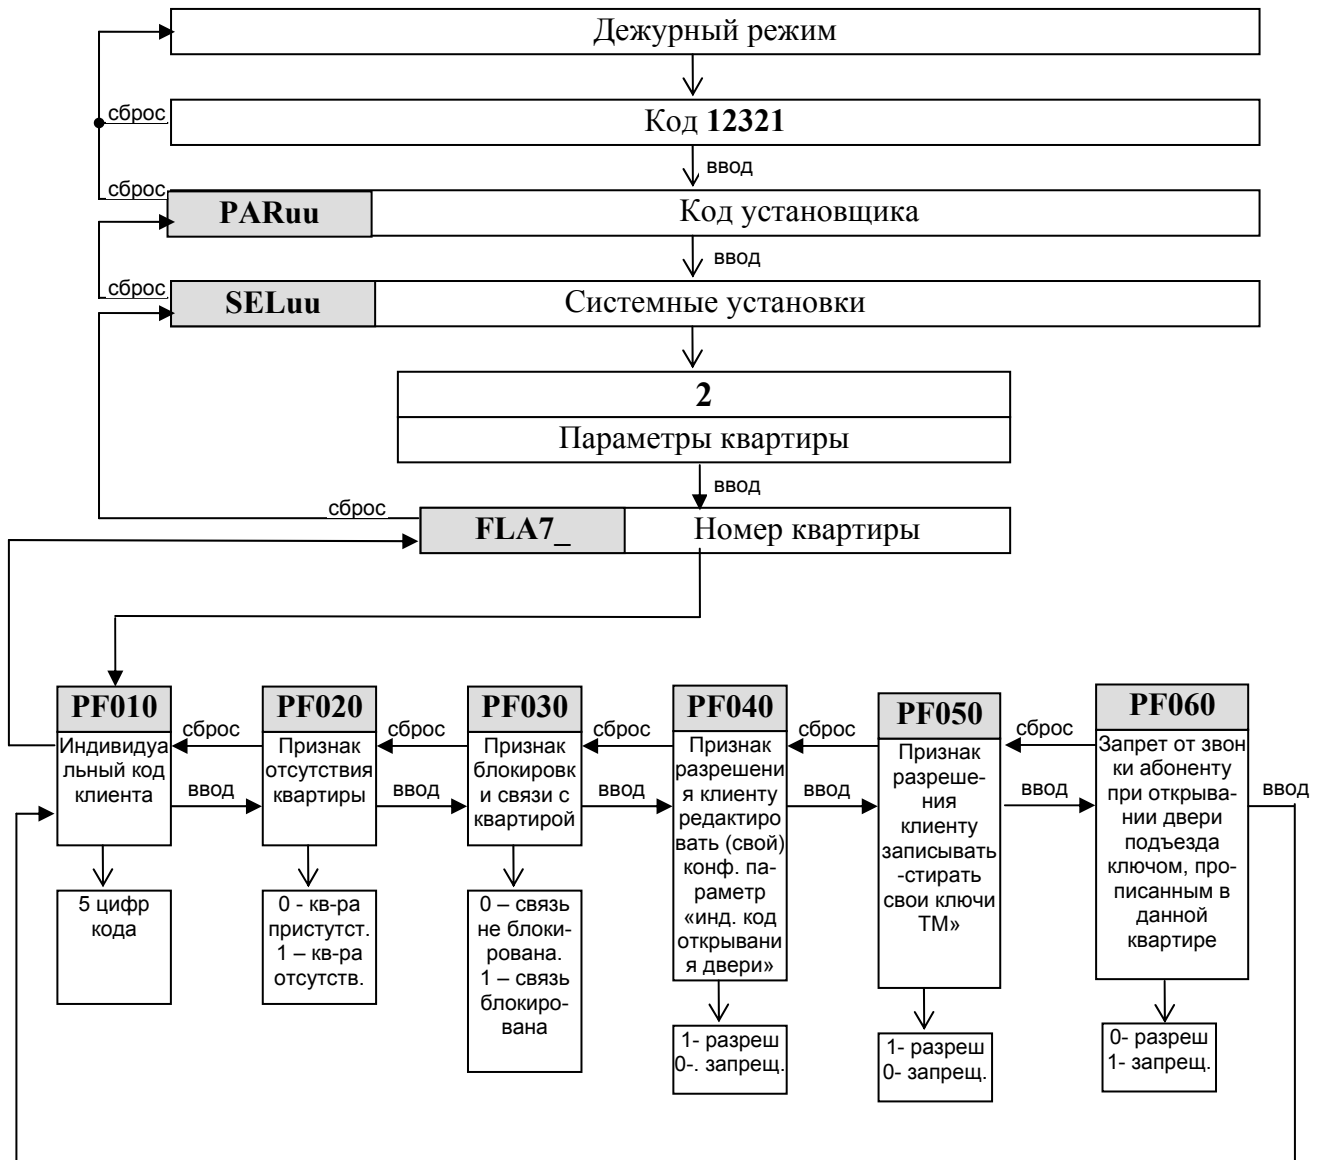 Дежурный режим
сброс
Код 12321
ввод
сброс
PARuu
Код установщика
ввод
сброс
SELuu
Системные установки
2
Параметры квартиры
ввод
сброс
FLA7_
Номер квартиры
PF010
Индивидуа
льный код
клиента
сброс
ввод
PF020
Признак
отсутствия
квартиры
сброс
ввод
PF030
Признак
блокировк
и связи с
квартирой
сброс
ввод
PF040
Признак
разрешени
я клиенту
редактиро
вать (свой)
конф. па-
раметр
«инд. код
открывани
я двери»
сброс
ввод
PF050
Признак
разреше-
ния
клиенту
записывать
-стирать
свои ключи
ТМ»
сброс
ввод
PF060
Запрет от звон
ки абоненту
при открыва-
нии двери
подъезда
ключом, про-
писанным в
данной
квартире
ввод
5 цифр
кода
0 - кв-ра
пристутст.
1 – кв-ра
отсутств.
0 – связь
не блоки-
рована.
1 – связь
блокиро-
вана
1- разреш
0-. запрещ.
1- разреш
0- запрещ.
0- разреш
1- запрещ.